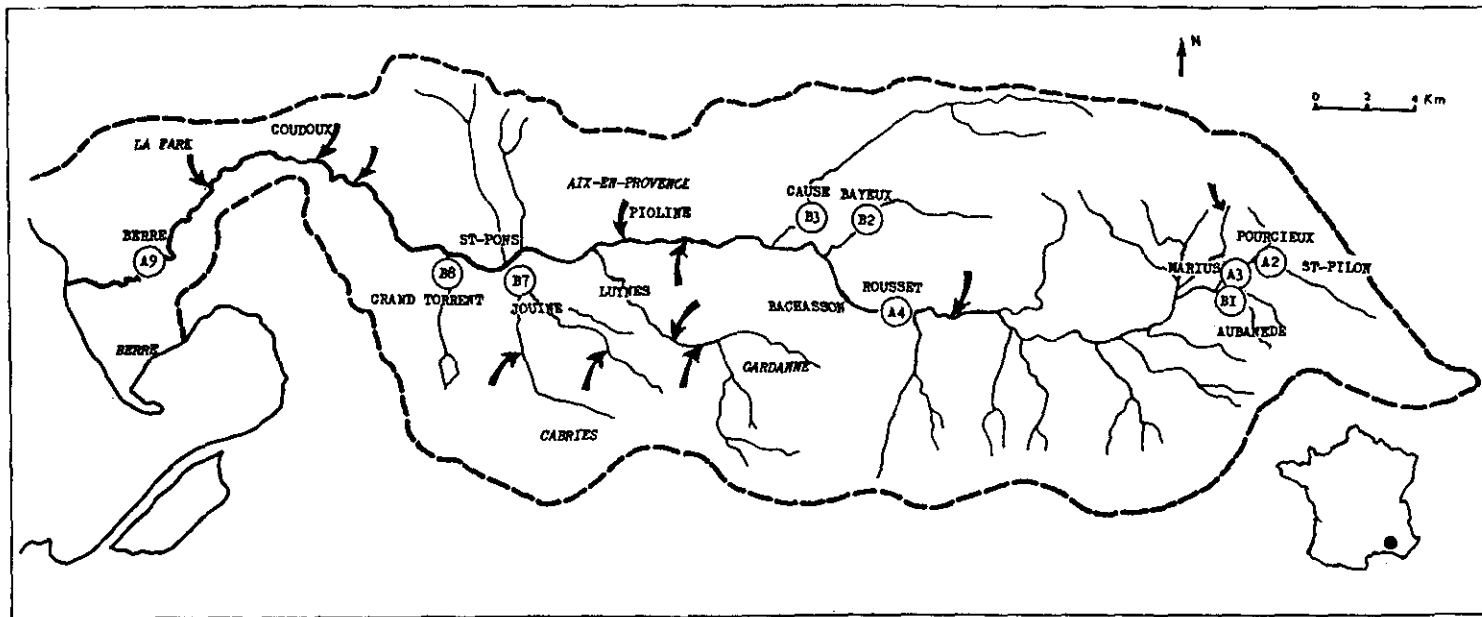 N
0 2 4 Km
COUDOUX
LA FARE
AIX-EN-PROVENCE
PIOLINE
CAUSE BAYEUX
B3
B2
BERRE
A9
ST-PONS
B8
B7
GRAND TORRENT
JOUINE
LUYNES
BACHASSON
ROUSSET
A4
POURCIEUX
MARIUS
A3
A2
ST-PILON
B1
AUBANEDE
BERRE
GARDANNE
CABRIES